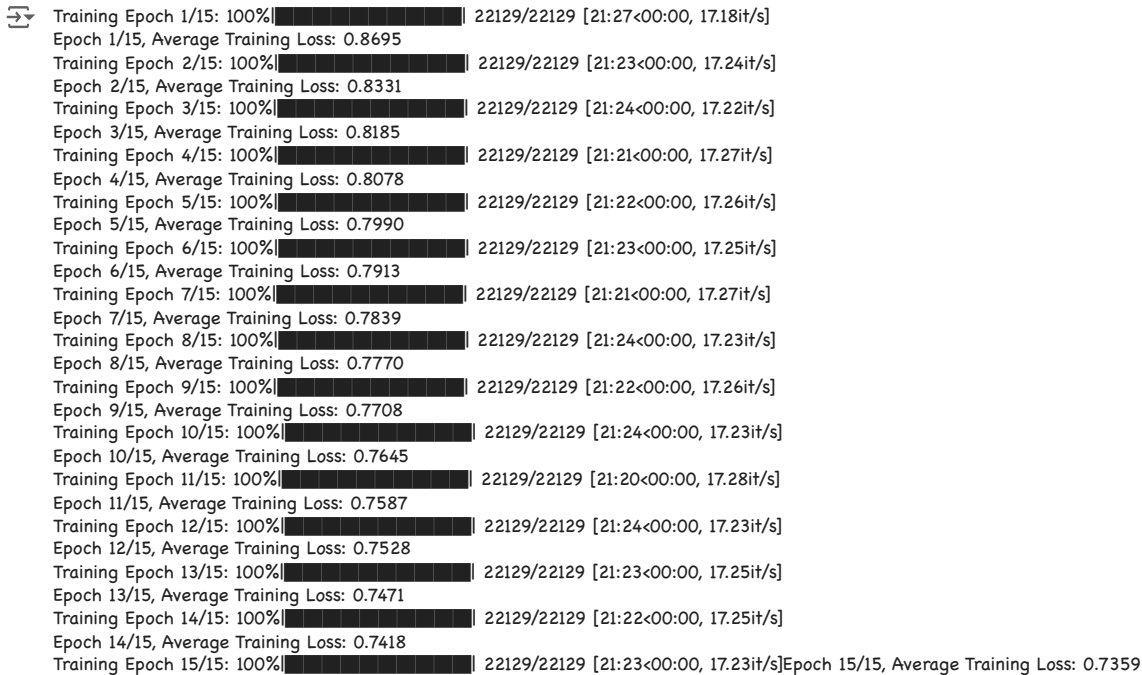 Training Epoch 1/15: 100%|██████████| 22129/22129 [21:27<00:00, 17.18it/s]
Epoch 1/15, Average Training Loss: 0.8695
Training Epoch 2/15: 100%|██████████| 22129/22129 [21:23<00:00, 17.24it/s]
Epoch 2/15, Average Training Loss: 0.8331
Training Epoch 3/15: 100%|██████████| 22129/22129 [21:24<00:00, 17.22it/s]
Epoch 3/15, Average Training Loss: 0.8185
Training Epoch 4/15: 100%|██████████| 22129/22129 [21:21<00:00, 17.27it/s]
Epoch 4/15, Average Training Loss: 0.8078
Training Epoch 5/15: 100%|██████████| 22129/22129 [21:22<00:00, 17.26it/s]
Epoch 5/15, Average Training Loss: 0.7990
Training Epoch 6/15: 100%|██████████| 22129/22129 [21:23<00:00, 17.25it/s]
Epoch 6/15, Average Training Loss: 0.7913
Training Epoch 7/15: 100%|██████████| 22129/22129 [21:21<00:00, 17.27it/s]
Epoch 7/15, Average Training Loss: 0.7839
Training Epoch 8/15: 100%|██████████| 22129/22129 [21:24<00:00, 17.23it/s]
Epoch 8/15, Average Training Loss: 0.7770
Training Epoch 9/15: 100%|██████████| 22129/22129 [21:22<00:00, 17.26it/s]
Epoch 9/15, Average Training Loss: 0.7708
Training Epoch 10/15: 100%|██████████| 22129/22129 [21:24<00:00, 17.23it/s]
Epoch 10/15, Average Training Loss: 0.7645
Training Epoch 11/15: 100%|██████████| 22129/22129 [21:20<00:00, 17.28it/s]
Epoch 11/15, Average Training Loss: 0.7587
Training Epoch 12/15: 100%|██████████| 22129/22129 [21:24<00:00, 17.23it/s]
Epoch 12/15, Average Training Loss: 0.7528
Training Epoch 13/15: 100%|██████████| 22129/22129 [21:23<00:00, 17.25it/s]
Epoch 13/15, Average Training Loss: 0.7471
Training Epoch 14/15: 100%|██████████| 22129/22129 [21:22<00:00, 17.25it/s]
Epoch 14/15, Average Training Loss: 0.7418
Training Epoch 15/15: 100%|██████████| 22129/22129 [21:23<00:00, 17.23it/s]Epoch 15/15, Average Training Loss: 0.7359